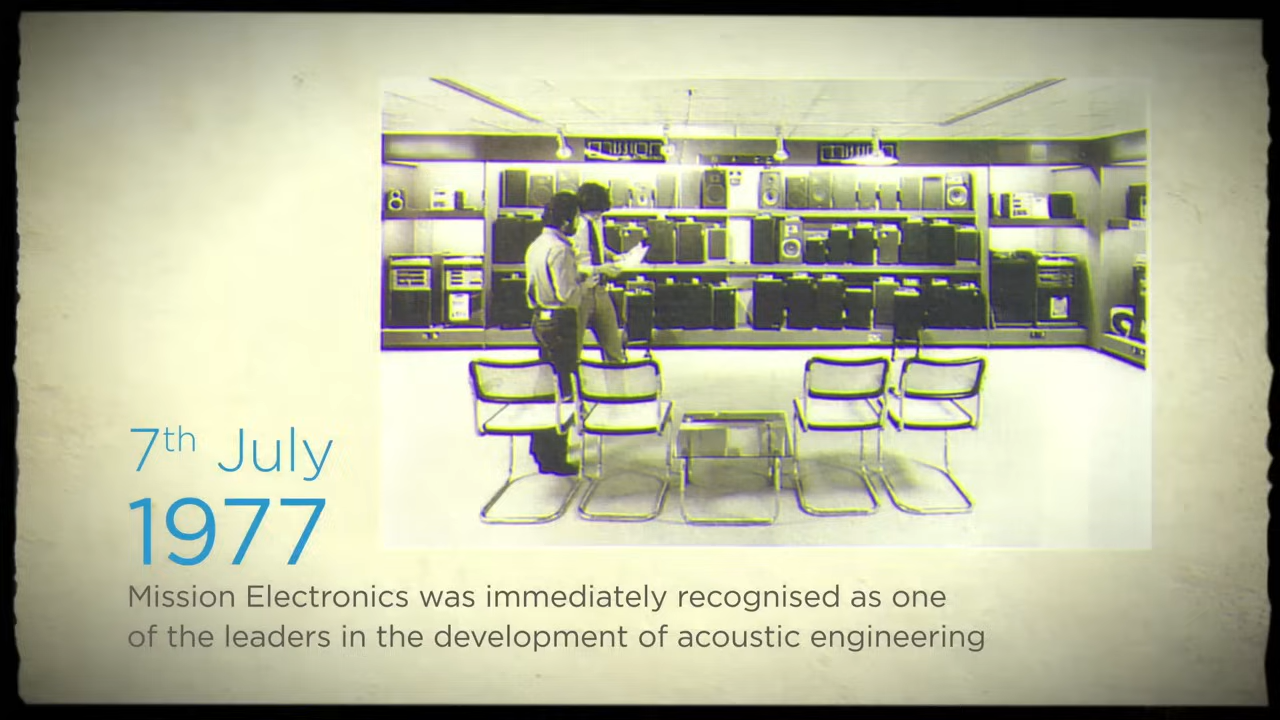 7th July
1977
Mission Electronics was immediately recognised as one
of the leaders in the development of acoustic engineering